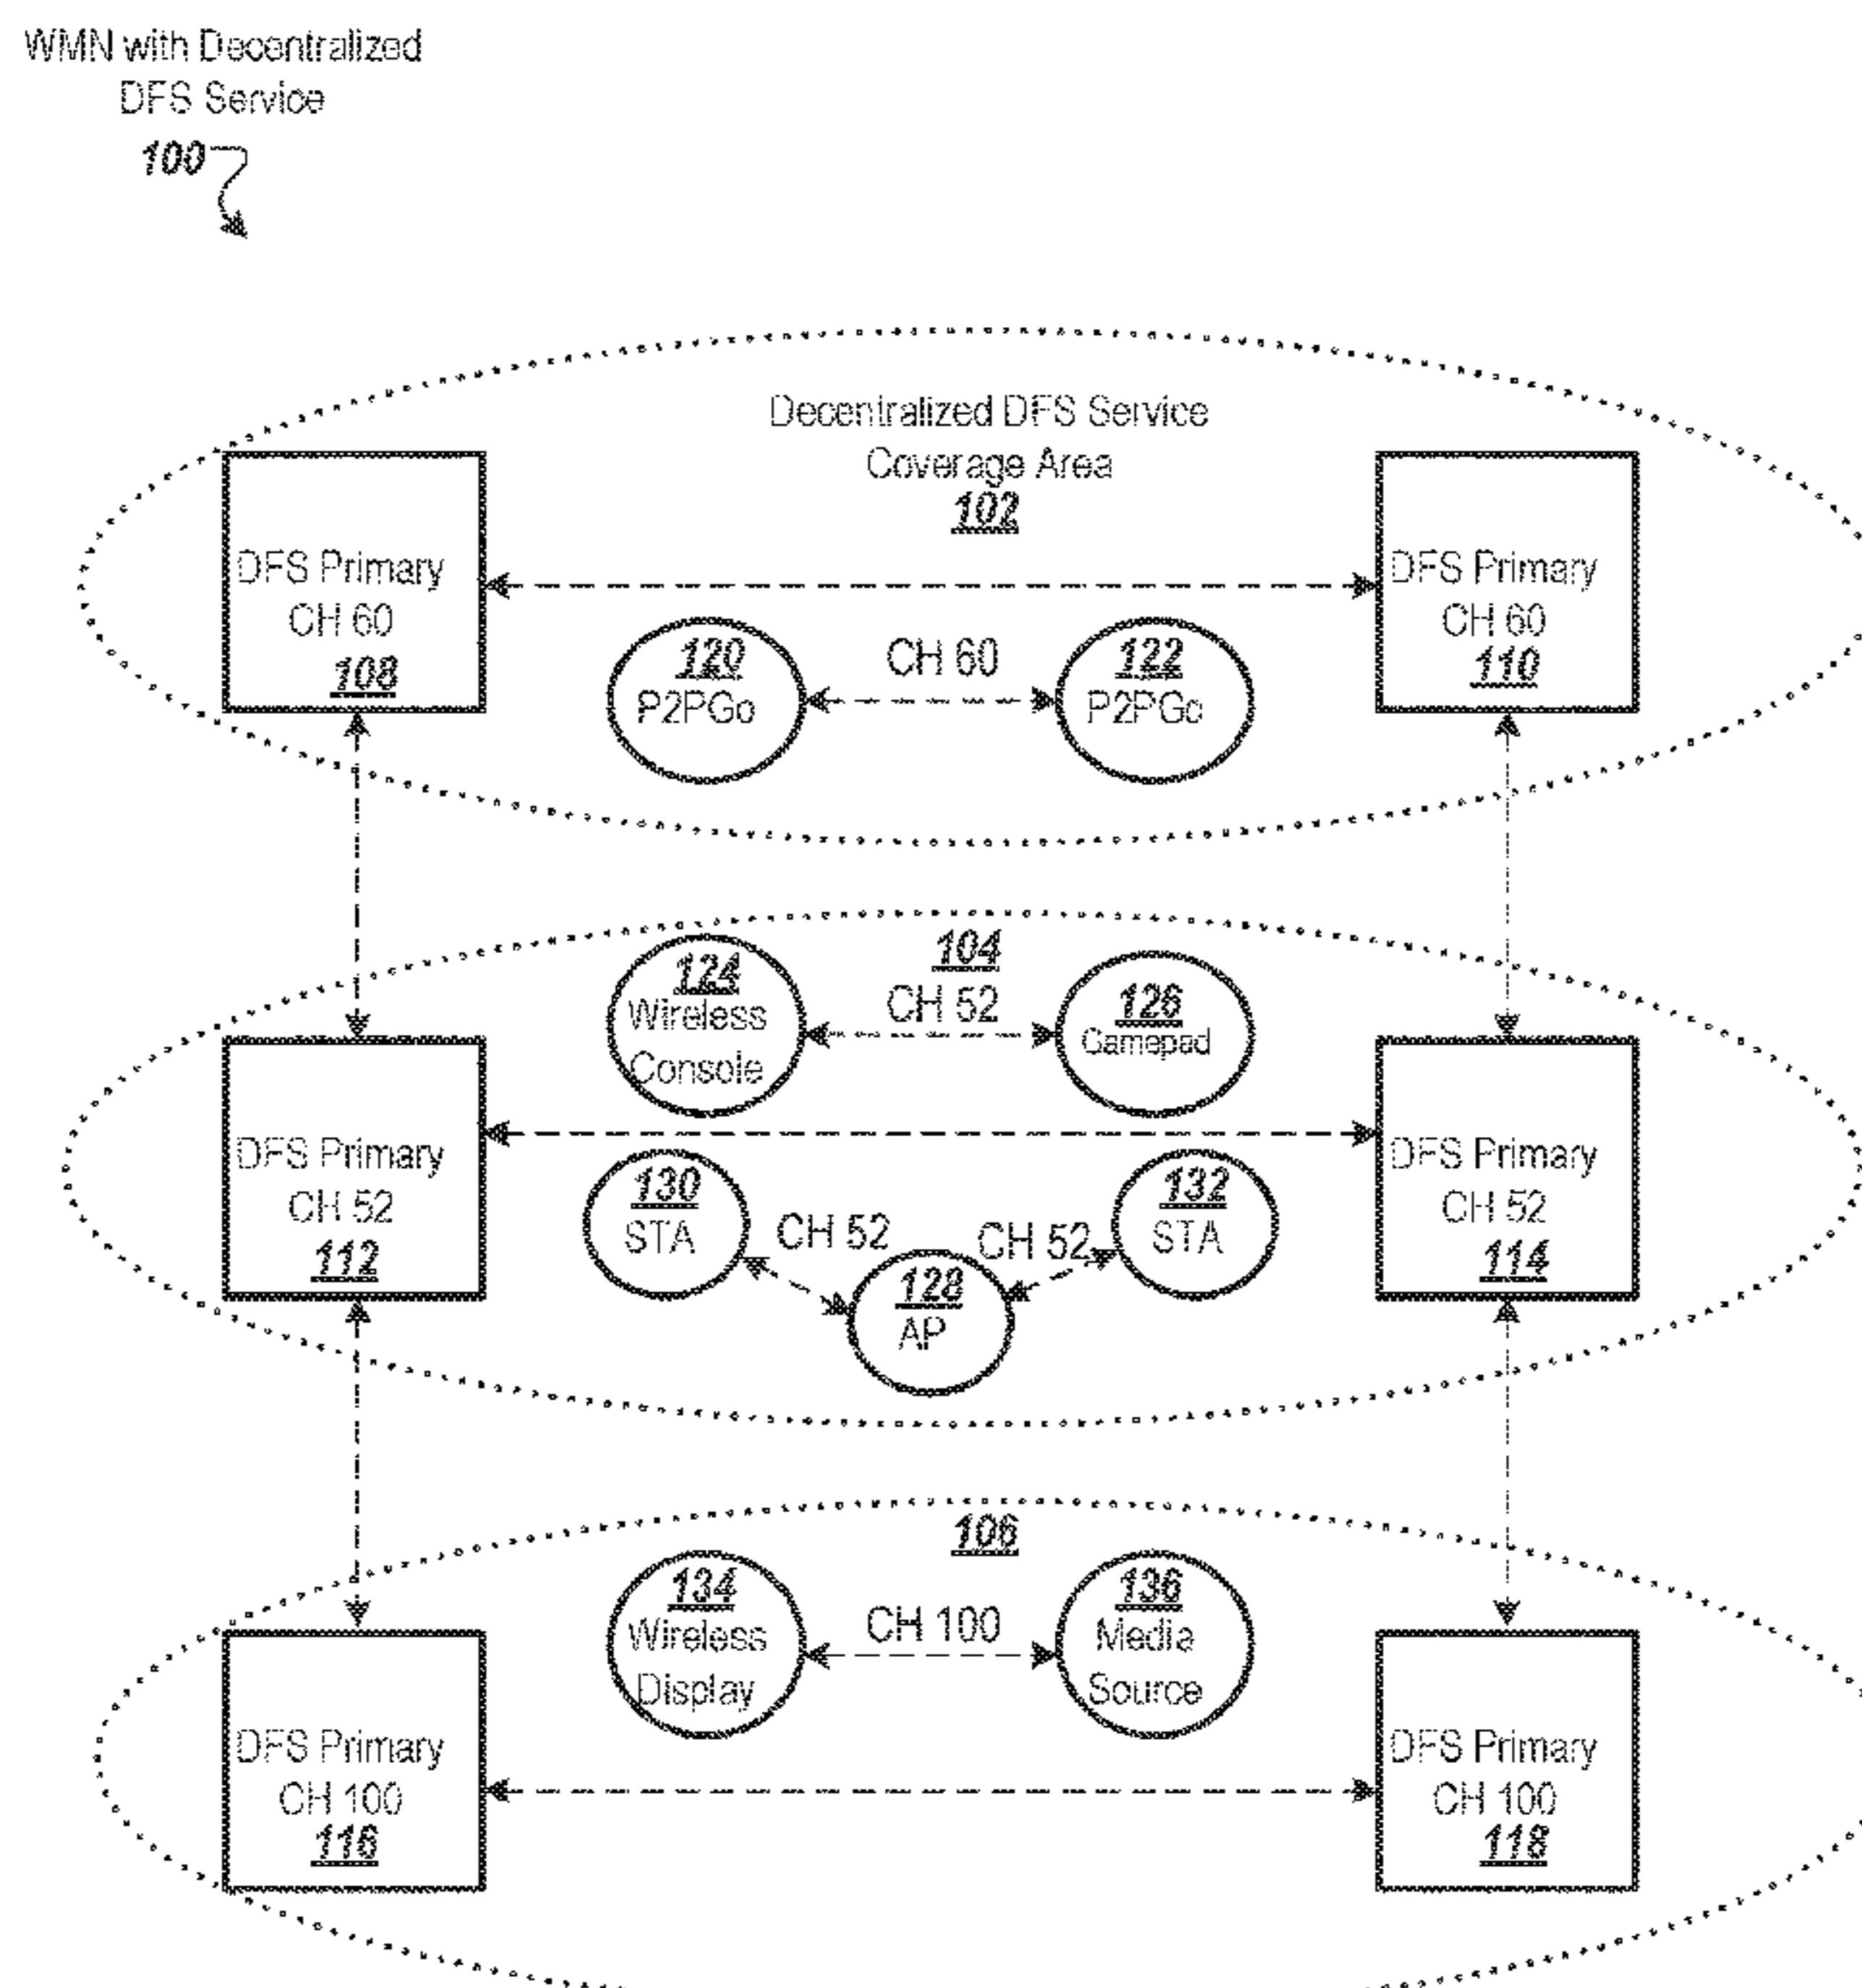 WMN with Decentralized
DFS Service
100
Decentralized DFS Service
Coverage Area
102
DFS Primary
CH 60
108
DFS Primary
CH 60
110
120
P2PGo
CH 60
122
P2PGc
104
124
Wireless
Console
CH 52
126
Gamepad
DFS Primary
CH 52
112
DFS Primary
CH 52
114
130
STA
CH 52
CH 52
132
STA
128
AP
106
134
Wireless
Display
CH 100
136
Media
Source
DFS Primary
CH 100
116
DFS Primary
CH 100
118